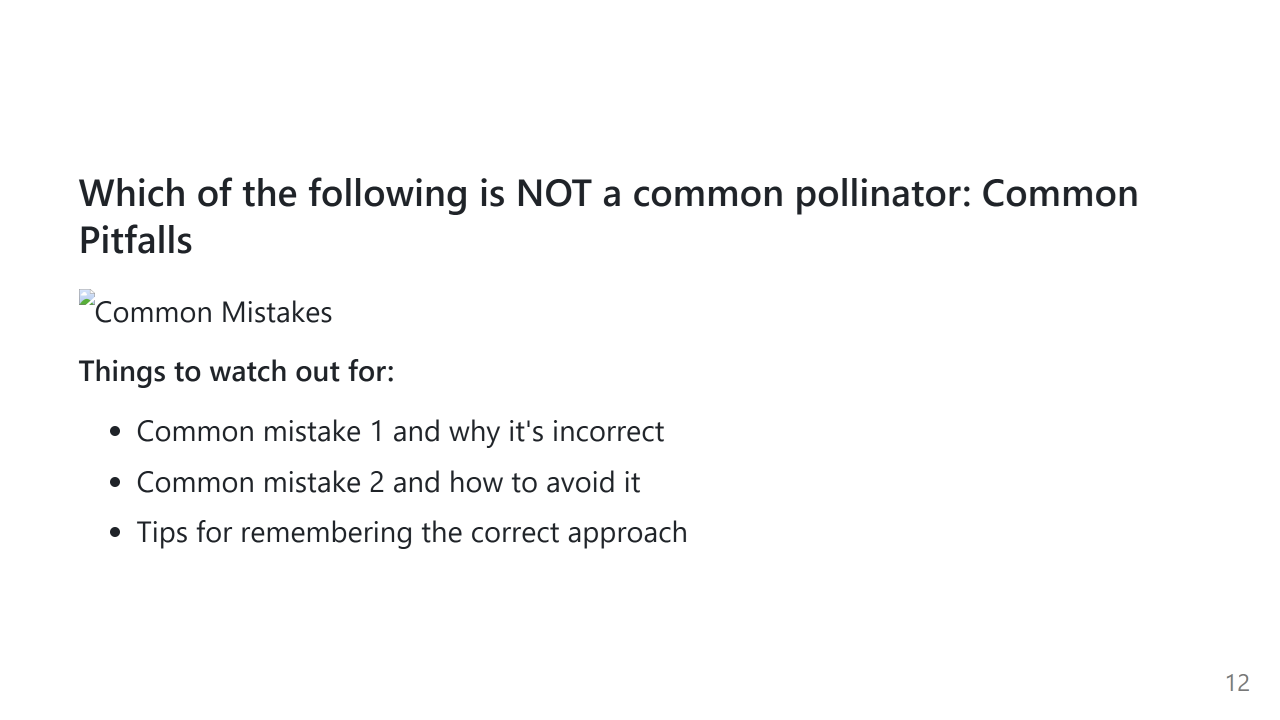 Which of the following is NOT a common pollinator: Common
Pitfalls
Common Mistakes
Things to watch out for:
• Common mistake 1 and why it's incorrect
• Common mistake 2 and how to avoid it
• Tips for remembering the correct approach
12